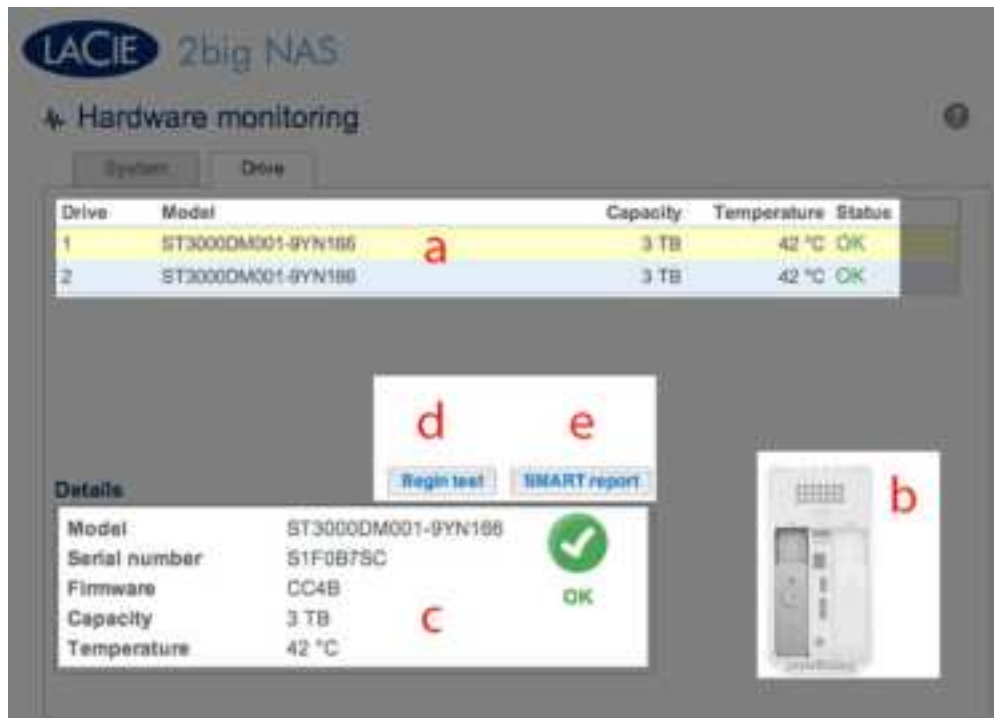 LACIE 2big NAS
Hardware monitoring ?
System Drive
Drive Model Capacity Temperature Status
1 ST3000DM001-9YN166 3 TB 42 °C OK
a
2 ST3000DM001-9YN166 3 TB 42 °C OK
d e
Begin test SMART report
b
Details
Model ST3000DM001-9YN166
Serial number S1F0B7SC
Firmware CC4B
OK
Capacity 3 TB
c
Temperature 42 °C